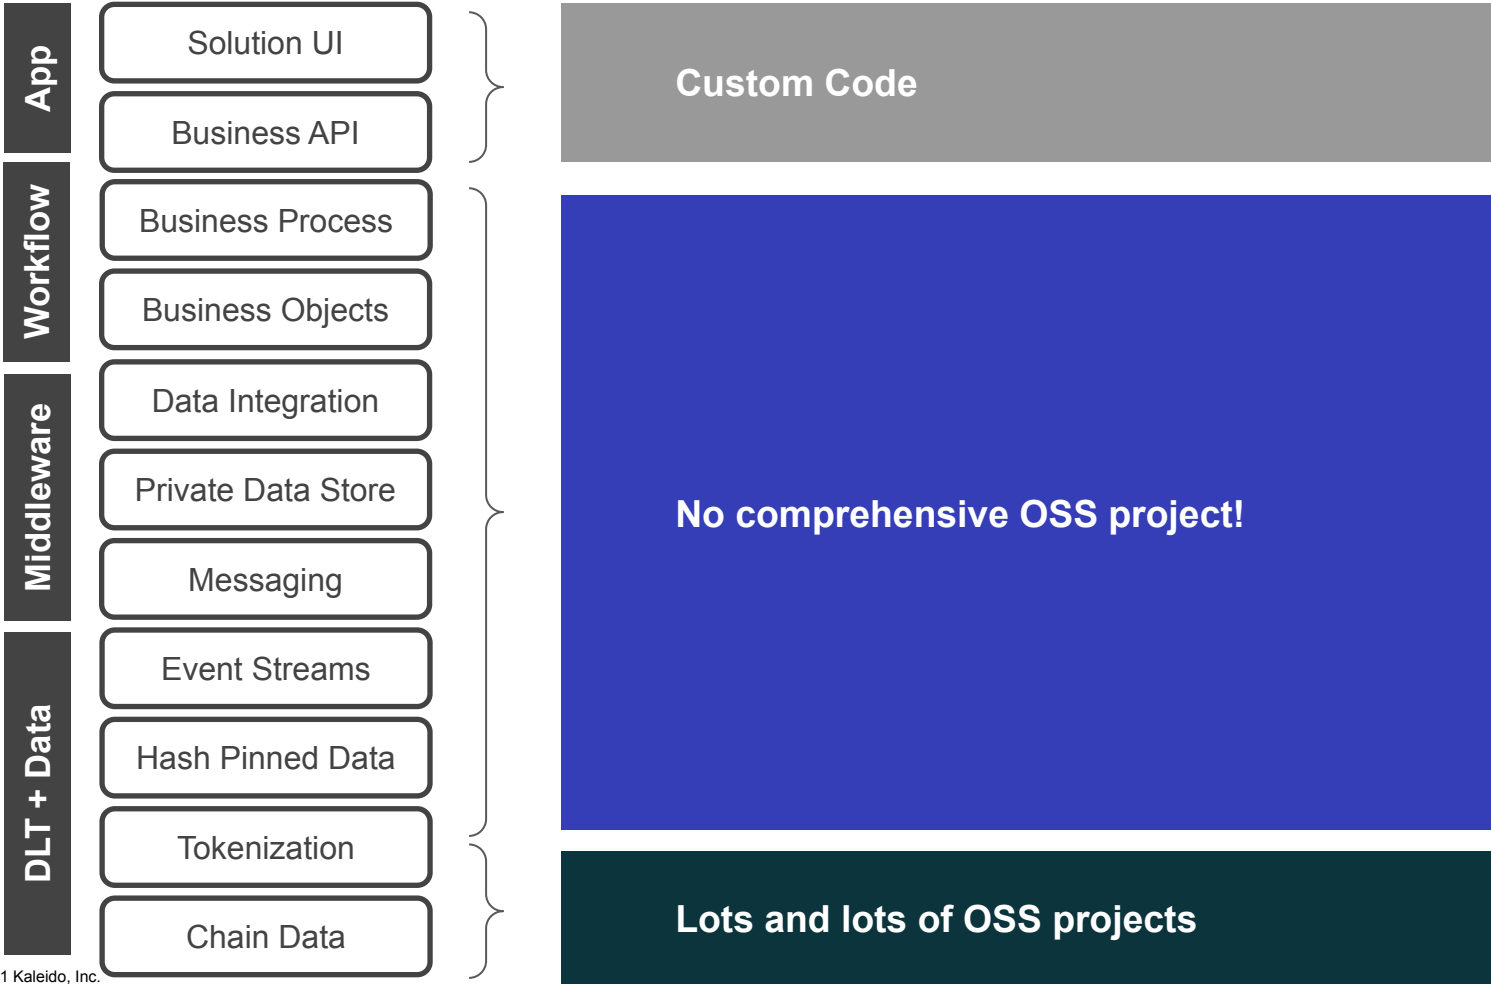 App
Solution UI
Business API
Custom Code
Workflow
Business Process
Business Objects
Middleware
Data Integration
Private Data Store
Messaging
No comprehensive OSS project!
DLT + Data
Event Streams
Hash Pinned Data
Tokenization
Chain Data
Lots and lots of OSS projects
1 Kaleido, Inc.